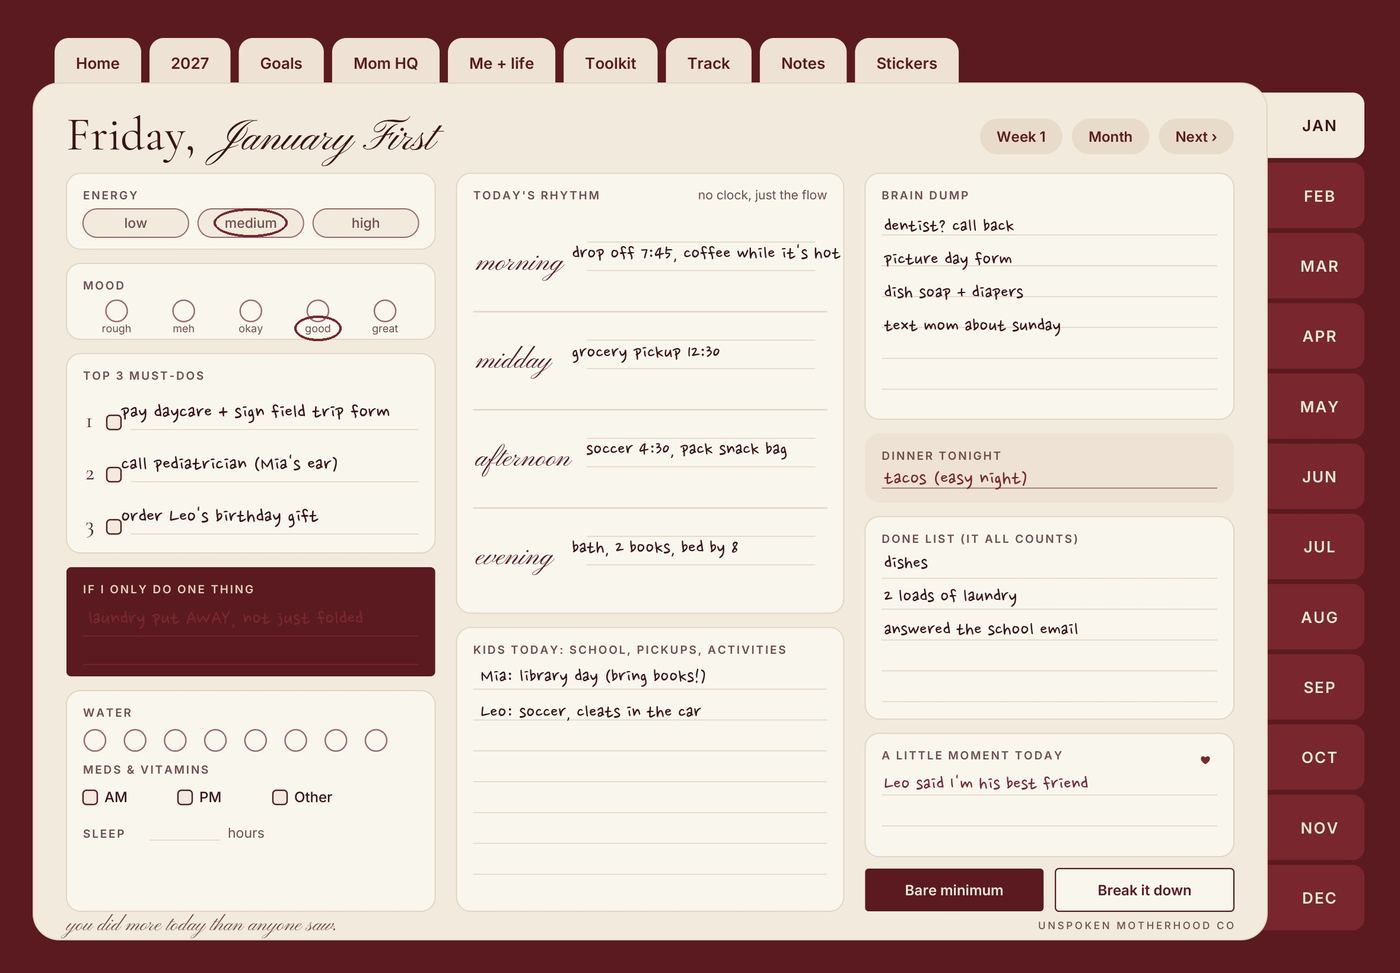 Home
2027
Goals
Mom HQ
Me + life
Toolkit
Track
Notes
Stickers
Friday, January First
Week 1
Month
Next ›
ENERGY
low
medium
high
MOOD
rough
meh
okay
good
great
TOP 3 MUST-DOS
1 pay daycare + sign field trip form
2 call pediatrician (Mia's ear)
3 order Leo's birthday gift
IF I ONLY DO ONE THING
laundry put AWAY, not just folded
WATER
MEDS & VITAMINS
AM
PM
Other
SLEEP
hours
you did more today than anyone saw.
TODAY'S RHYTHM
no clock, just the flow
morning drop off 7:45, coffee while it's hot
midday grocery pickup 12:30
afternoon soccer 4:30, pack snack bag
evening bath, 2 books, bed by 8
KIDS TODAY: SCHOOL, PICKUPS, ACTIVITIES
Mia: library day (bring books!)
Leo: soccer, cleats in the car
BRAIN DUMP
dentist? call back
picture day form
dish soap + diapers
text mom about sunday
DINNER TONIGHT
tacos (easy night)
DONE LIST (IT ALL COUNTS)
dishes
2 loads of laundry
answered the school email
A LITTLE MOMENT TODAY
Leo said I'm his best friend
Bare minimum
Break it down
UNSPOKEN MOTHERHOOD CO
JAN
FEB
MAR
APR
MAY
JUN
JUL
AUG
SEP
OCT
NOV
DEC